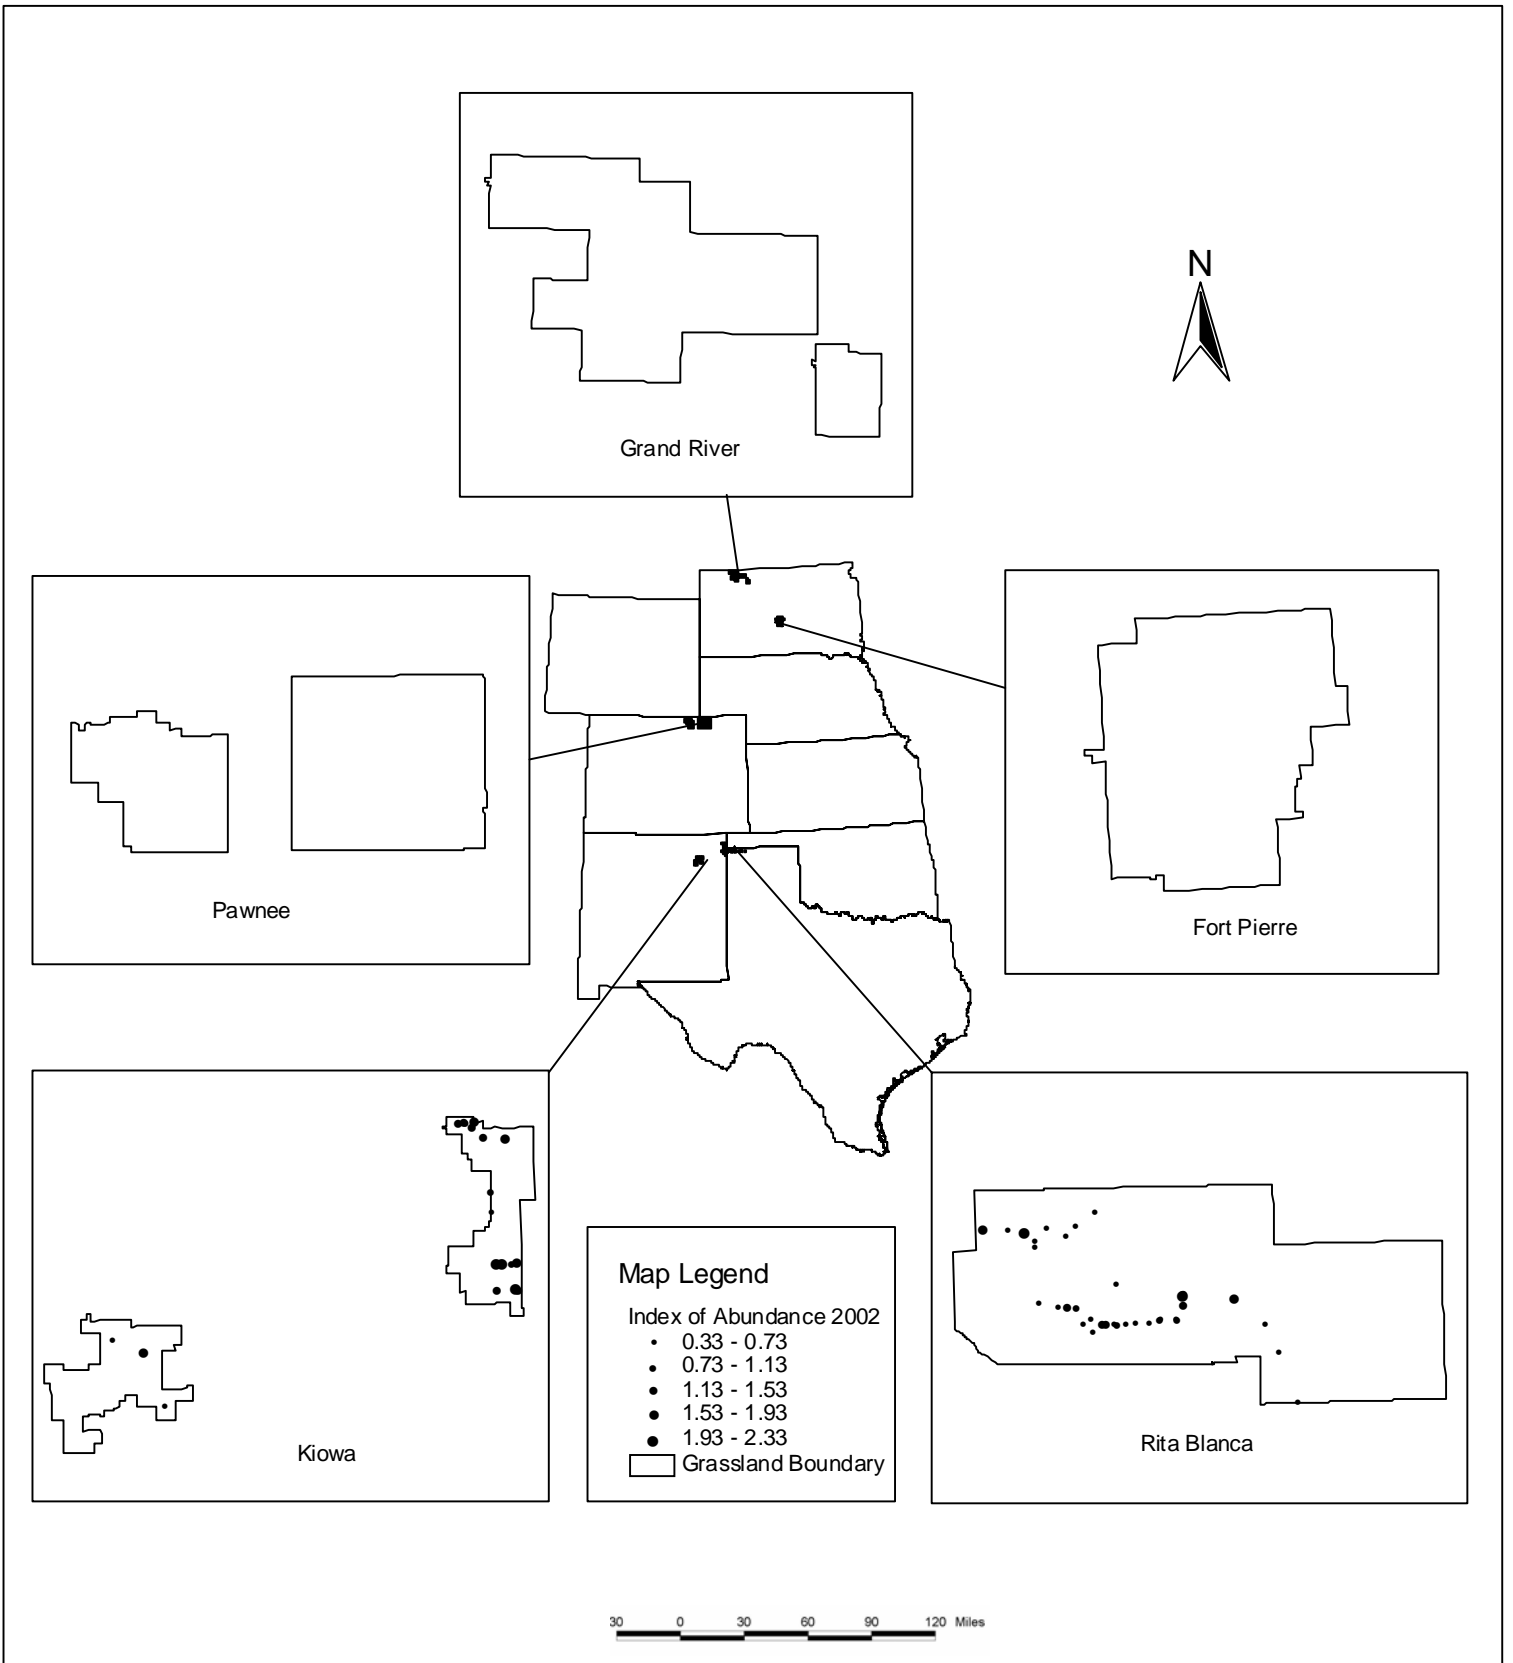 N
Grand River
Pawnee
Fort Pierre
Kiowa
Map Legend
Index of Abundance 2002
0.33 - 0.73
0.73 - 1.13
1.13 - 1.53
1.53 - 1.93
1.93 - 2.33
Grassland Boundary
Rita Blanca
30 0 30 60 90 120 Miles